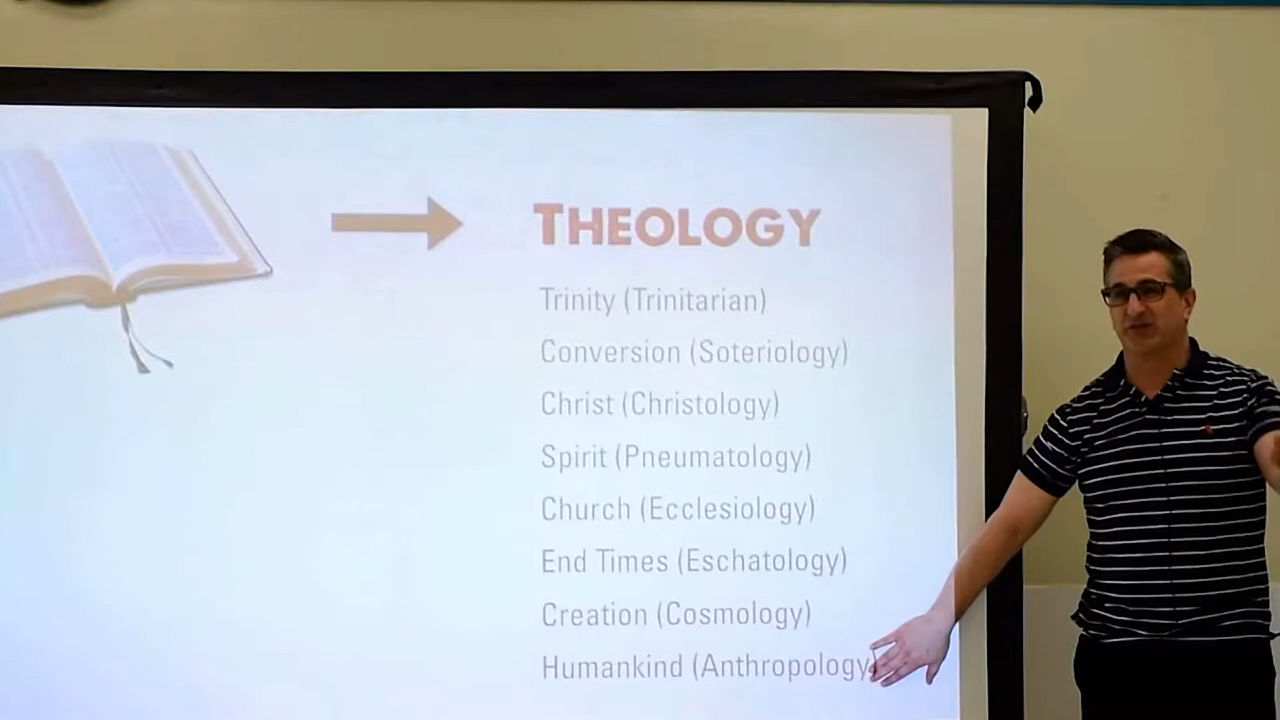 THEOLOGY
Trinity (Trinitarian)
Conversion (Soteriology)
Christ (Christology)
Spirit (Pneumatology)
Church (Ecclesiology)
End Times (Eschatology)
Creation (Cosmology)
Humankind (Anthropology)